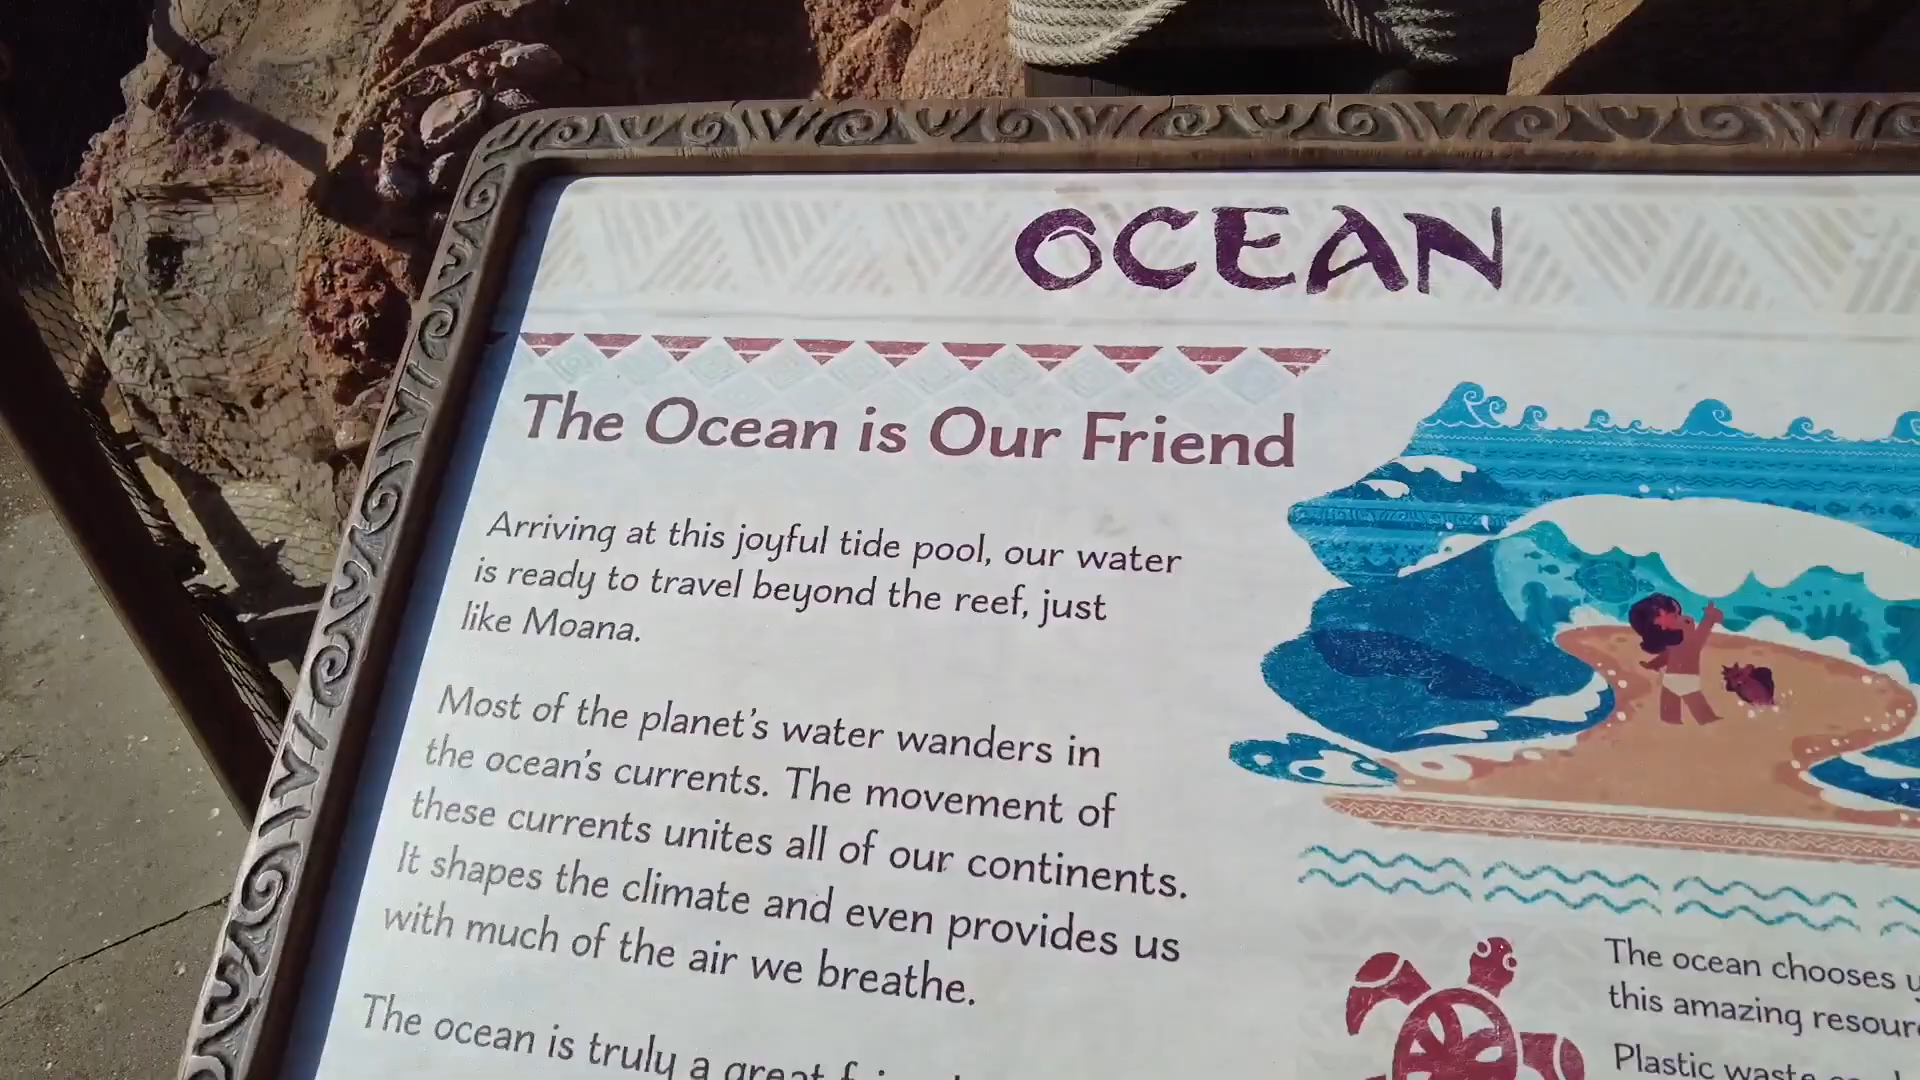 OCEAN
The Ocean is Our Friend
Arriving at this joyful tide pool, our water
is ready to travel beyond the reef, just
like Moana.
Most of the planet's water wanders in
the ocean's currents. The movement of
these currents unites all of our continents.
It shapes the climate and even provides us
with much of the air we breathe.
The ocean is truly a great
The ocean chooses
this amazing
Plastic waste